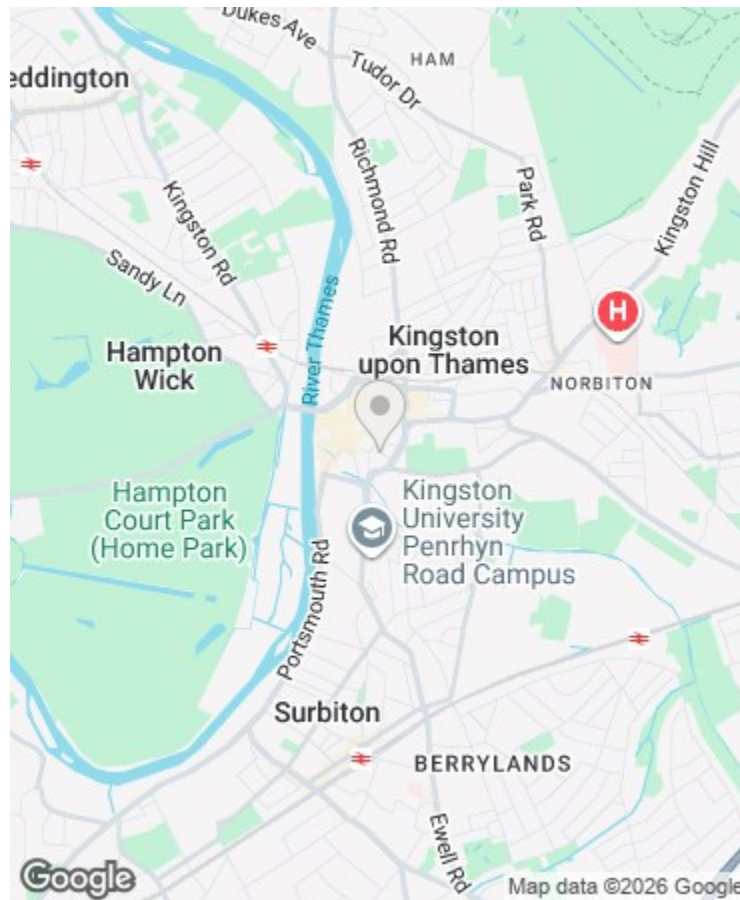 Dukes Ave
HAM
eddington
Tudor Dr
Richmond Rd
Park Rd
Kingston Hill
Kingston Rd
Sandy Ln
River Thames
H
Kingston
upon Thames
Hampton
Wick
NORBITON
Hampton
Court Park
(Home Park)
Kingston
University
Penrhyn
Road Campus
Portsmouth Rd
Surbiton
BERRYLANDS
Ewell Rd
Google
Map data ©2026 Google